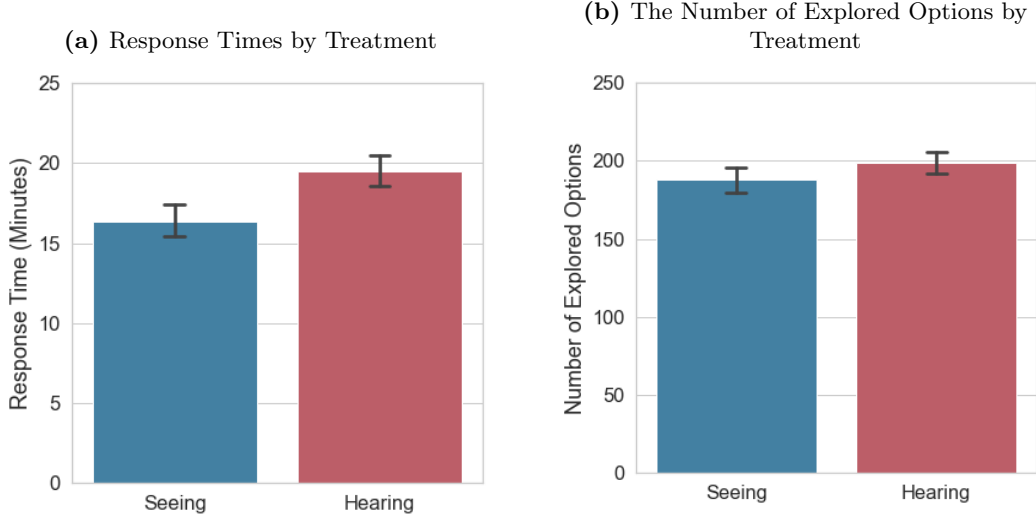 (a) Response Times by Treatment
25
20
15
10
5
0
Response Time (Minutes)
Seeing
Hearing
(b) The Number of Explored Options by
Treatment
250
200
150
100
50
0
Number of Explored Options
Seeing
Hearing